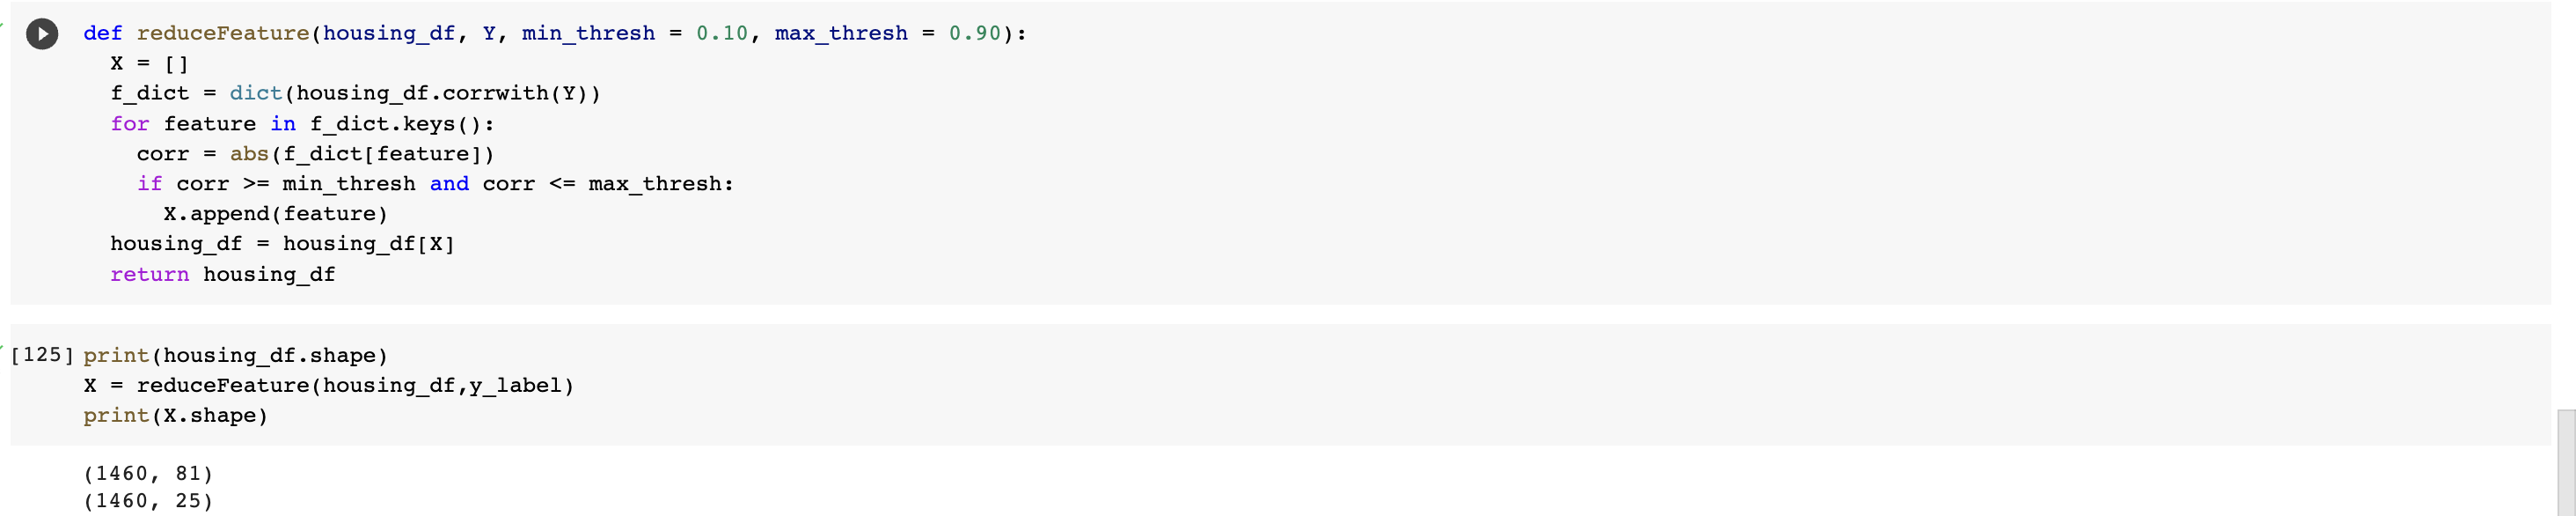 def reduceFeature(housing_df, Y, min_thresh = 0.10, max_thresh = 0.90):
  X = []
  f_dict = dict(housing_df.corrwith(Y))
  for feature in f_dict.keys():
    corr = abs(f_dict[feature])
    if corr >= min_thresh and corr <= max_thresh:
      X.append(feature)
  housing_df = housing_df[X]
  return housing_df
[125] print(housing_df.shape)
X = reduceFeature(housing_df,y_label)
print(X.shape)
(1460, 81)
(1460, 25)